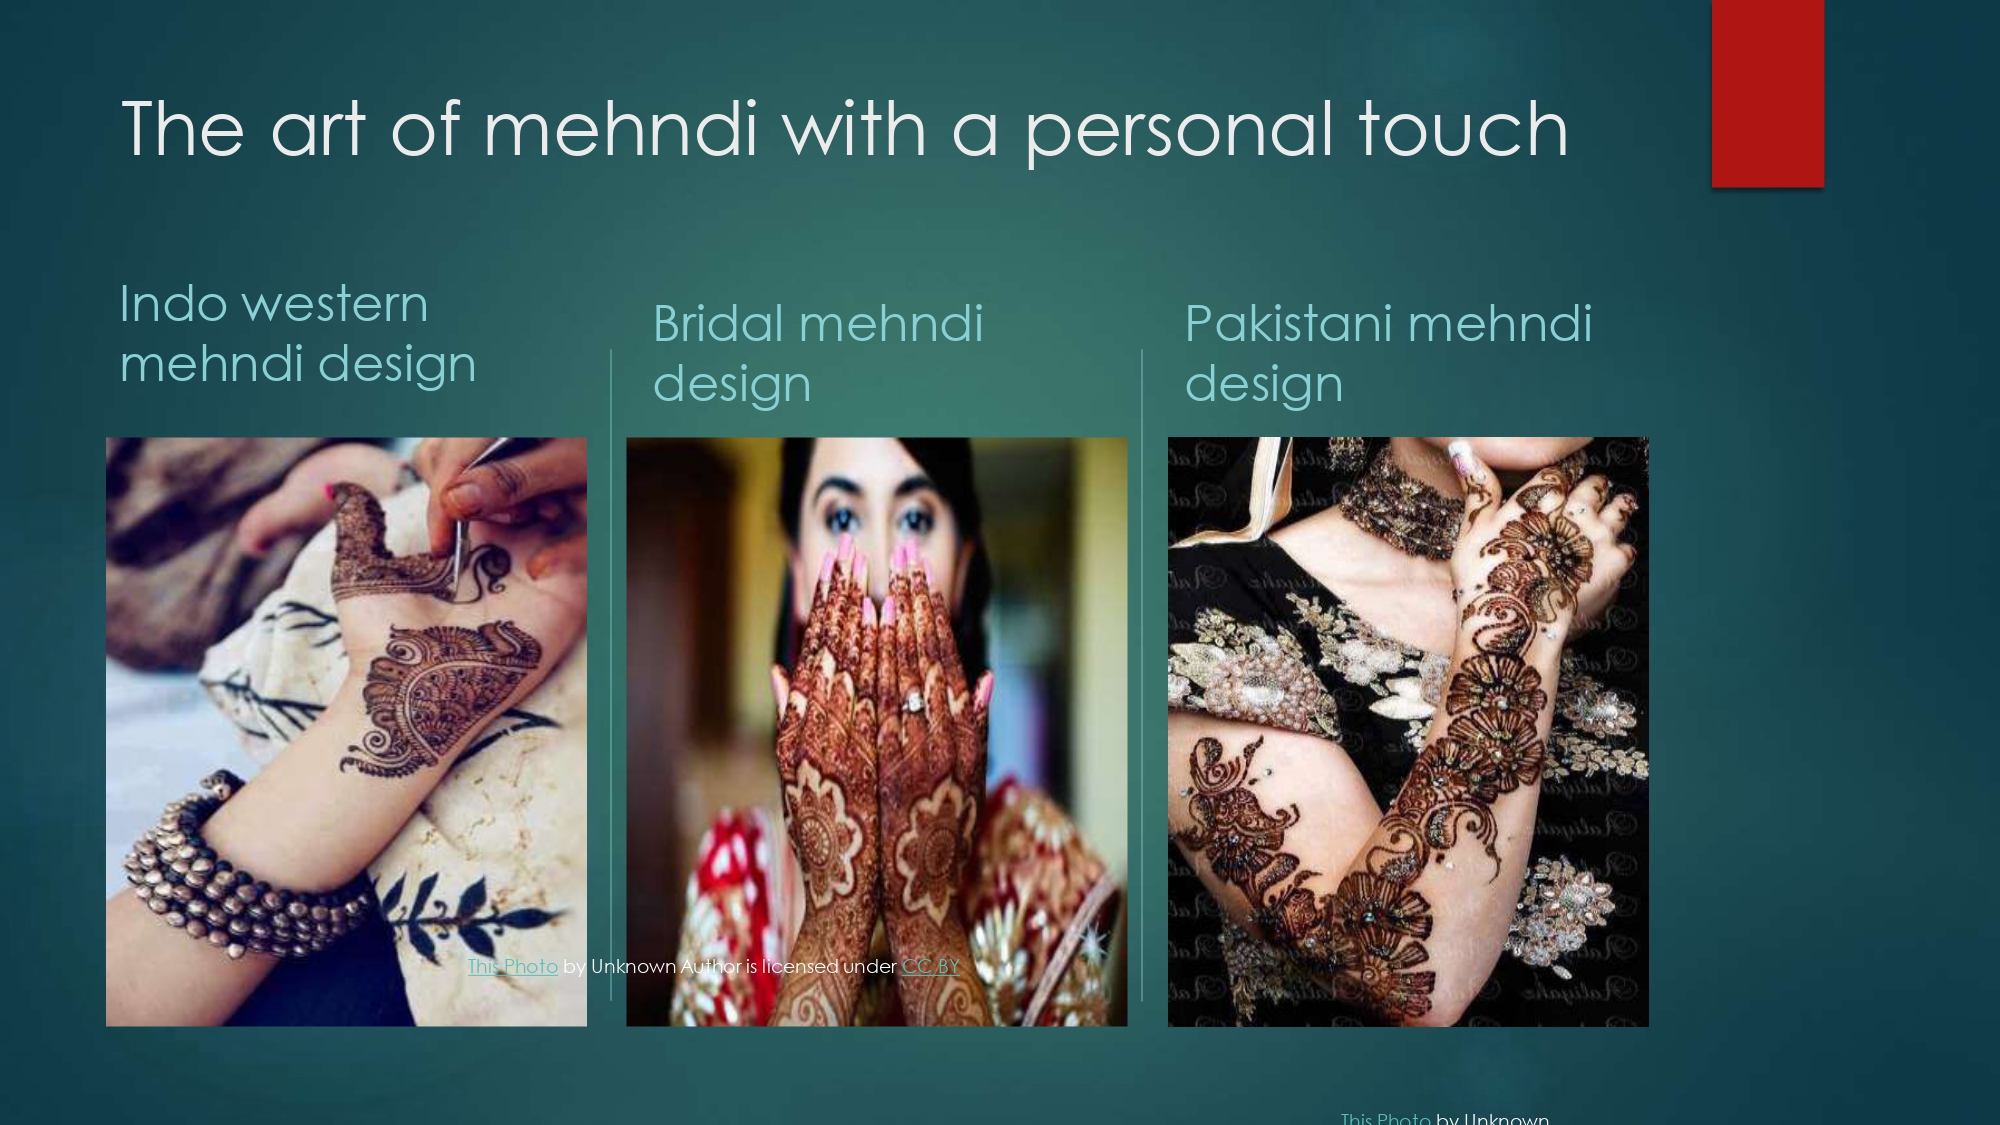 The art of mehndi with a personal touch
Indo western
mehndi design
Bridal mehndi
design
Pakistani mehndi
design
This Photo by Unknown Author is licensed under CC BY
This Photo by Unknown